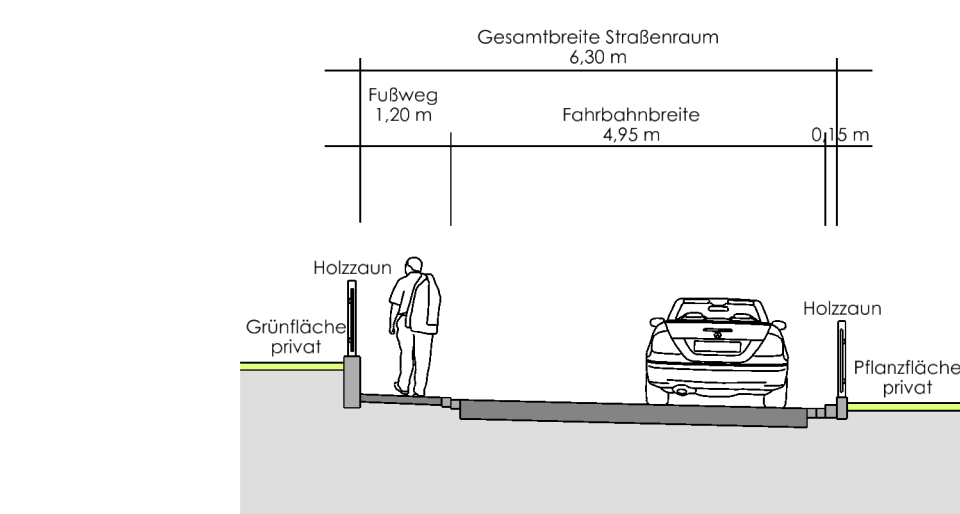 Gesamtbreite Straßenraum
6,30 m
Fußweg
1,20 m
Fahrbahnbreite
4,95 m
0,15 m
Holzzaun
Holzzaun
Grünfläche
privat
Pflanzfläche
privat